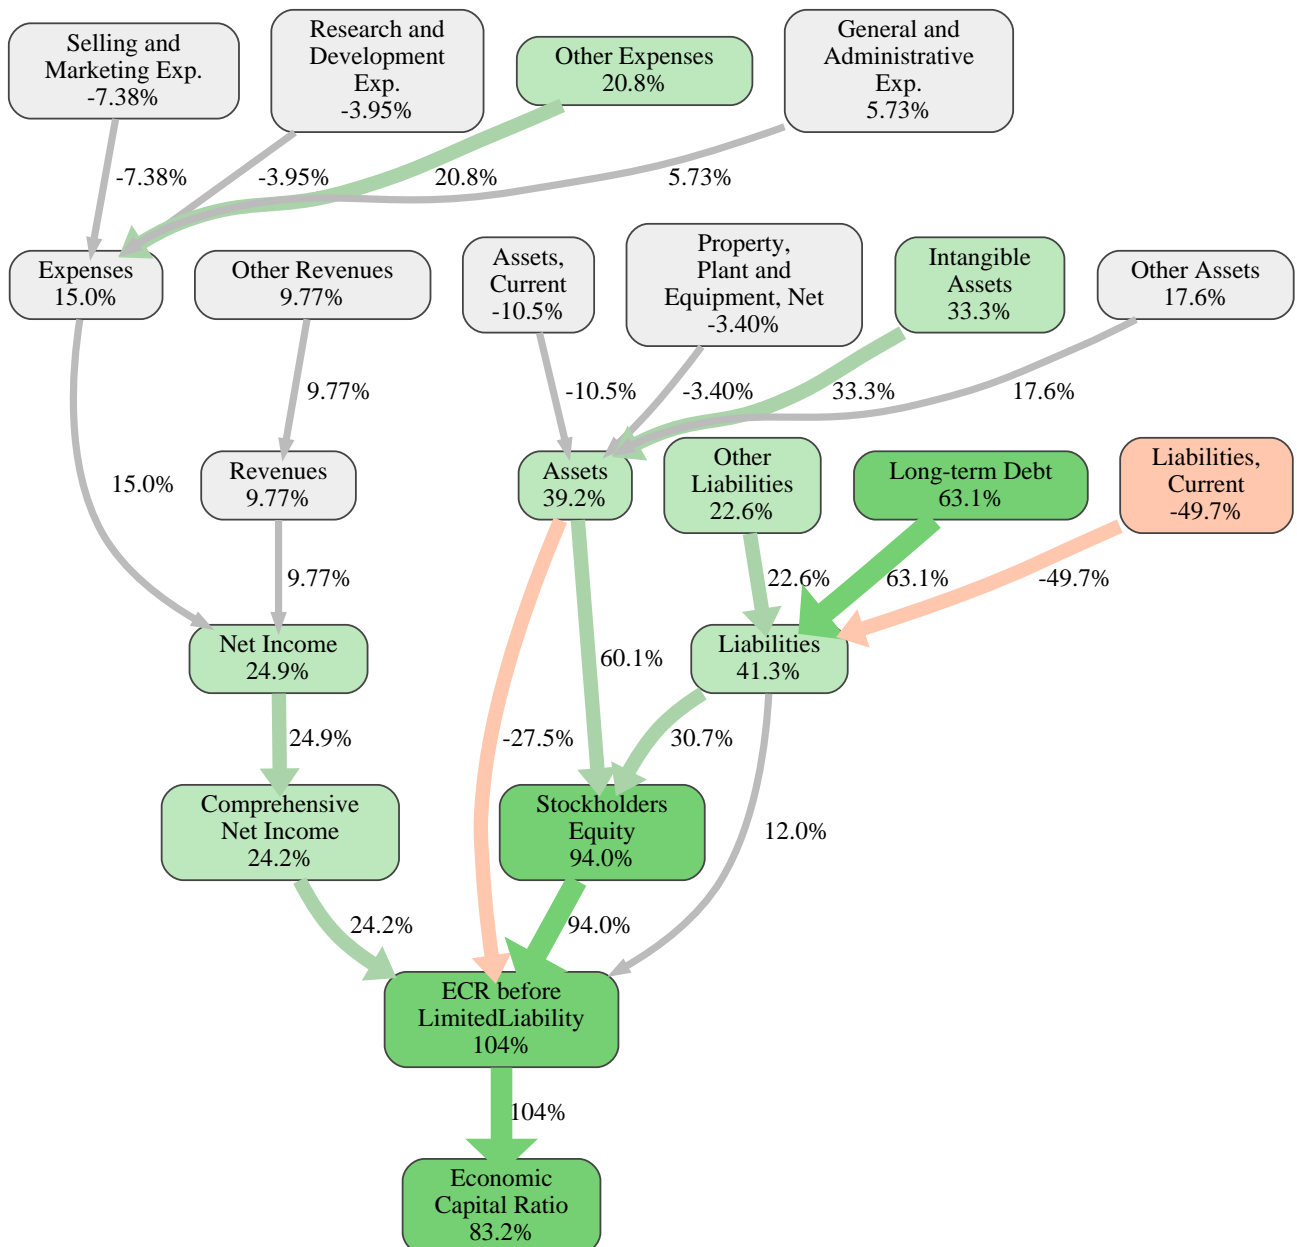 Selling and
Marketing Exp.
-7.38%
Research and
Development
Exp.
-3.95%
Other Expenses
20.8%
General and
Administrative
Exp.
5.73%
-7.38%
-3.95%
20.8%
5.73%
Expenses
15.0%
Other Revenues
9.77%
Assets,
Current
-10.5%
Property,
Plant and
Equipment, Net
-3.40%
Intangible
Assets
33.3%
Other Assets
17.6%
9.77%
-10.5%
-3.40%
33.3%
17.6%
Revenues
9.77%
Assets
39.2%
Other
Liabilities
22.6%
Long-term Debt
63.1%
Liabilities,
Current
-49.7%
15.0%
9.77%
22.6%
63.1%
-49.7%
Net Income
24.9%
Liabilities
41.3%
60.1%
24.9%
-27.5%
30.7%
Comprehensive
Net Income
24.2%
Stockholders
Equity
94.0%
12.0%
24.2%
94.0%
ECR before
LimitedLiability
104%
104%
Economic
Capital Ratio
83.2%